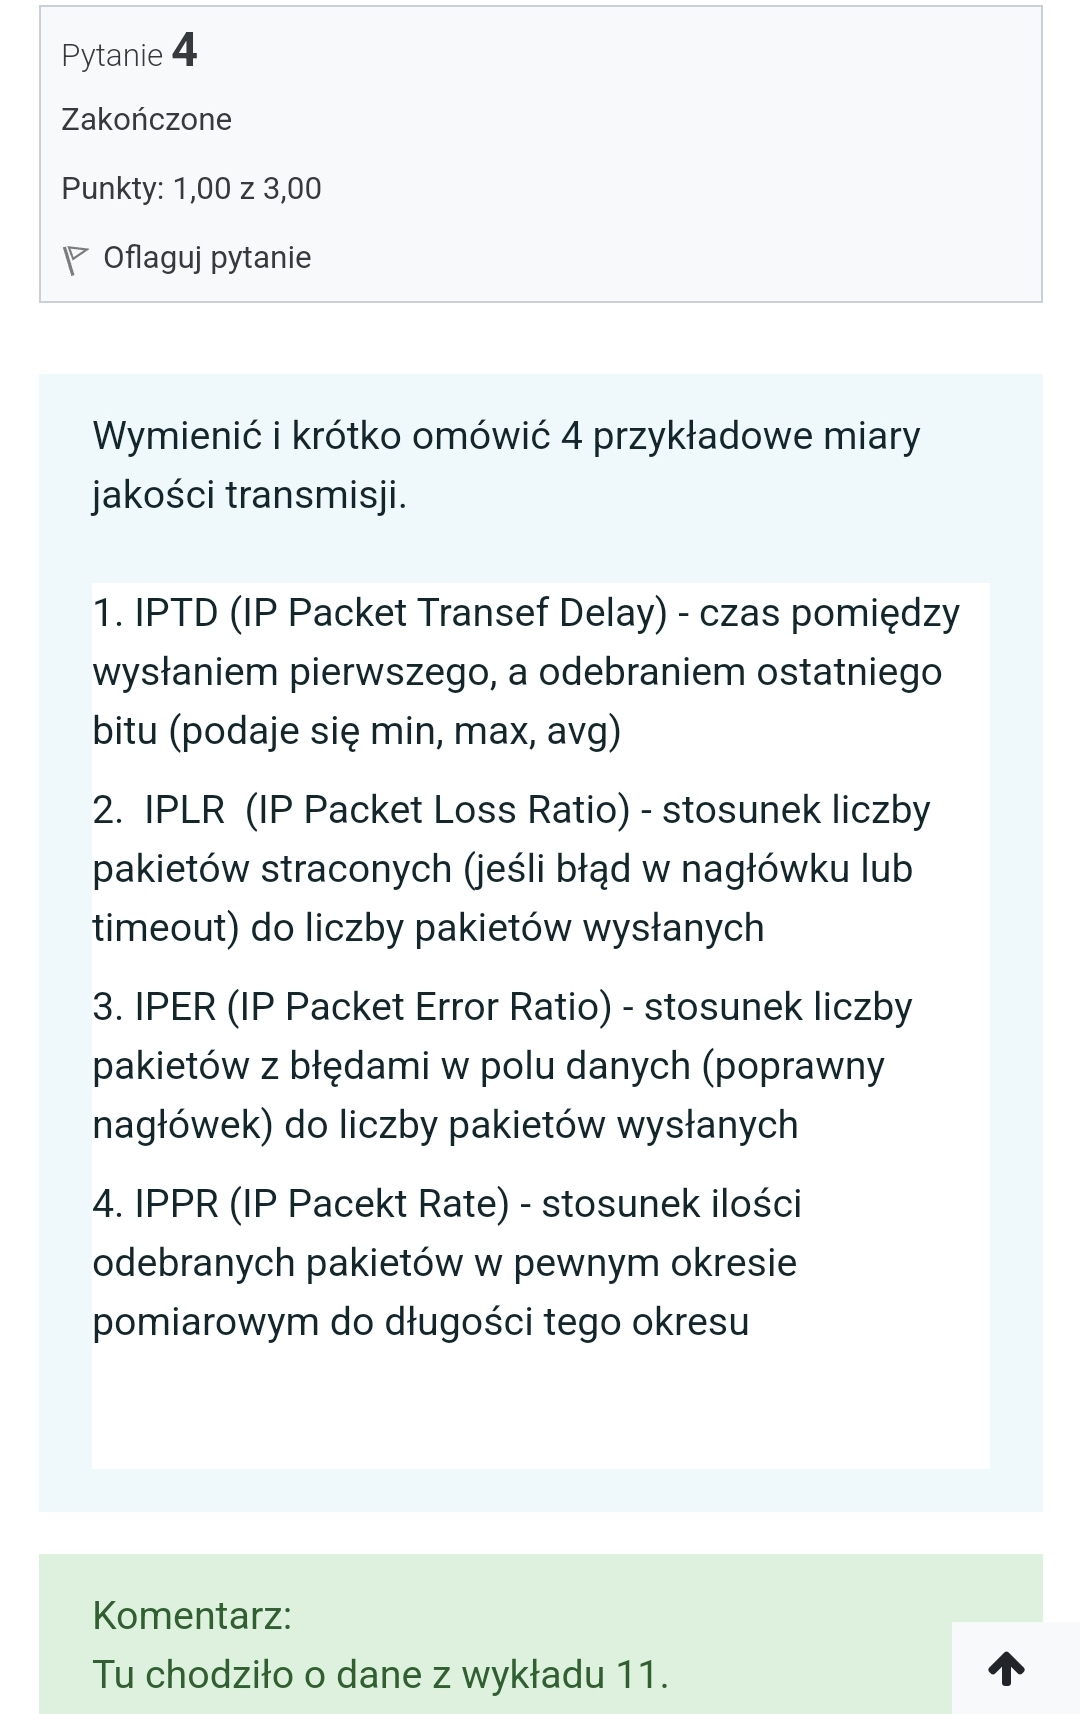 Pytanie 4
Zakończone
Punkty: 1,00 z 3,00
Oflaguj pytanie
Wymienić i krótko omówić 4 przykładowe miary
jakości transmisji.
1. IPTD (IP Packet Transef Delay) - czas pomiędzy
wysłaniem pierwszego, a odebraniem ostatniego
bitu (podaje się min, max, avg)
2.  IPLR  (IP Packet Loss Ratio) - stosunek liczby
pakietów straconych (jeśli błąd w nagłówku lub
timeout) do liczby pakietów wysłanych
3. IPER (IP Packet Error Ratio) - stosunek liczby
pakietów z błędami w polu danych (poprawny
nagłówek) do liczby pakietów wysłanych
4. IPPR (IP Pacekt Rate) - stosunek ilości
odebranych pakietów w pewnym okresie
pomiarowym do długości tego okresu
Komentarz:
Tu chodziło o dane z wykładu 11.